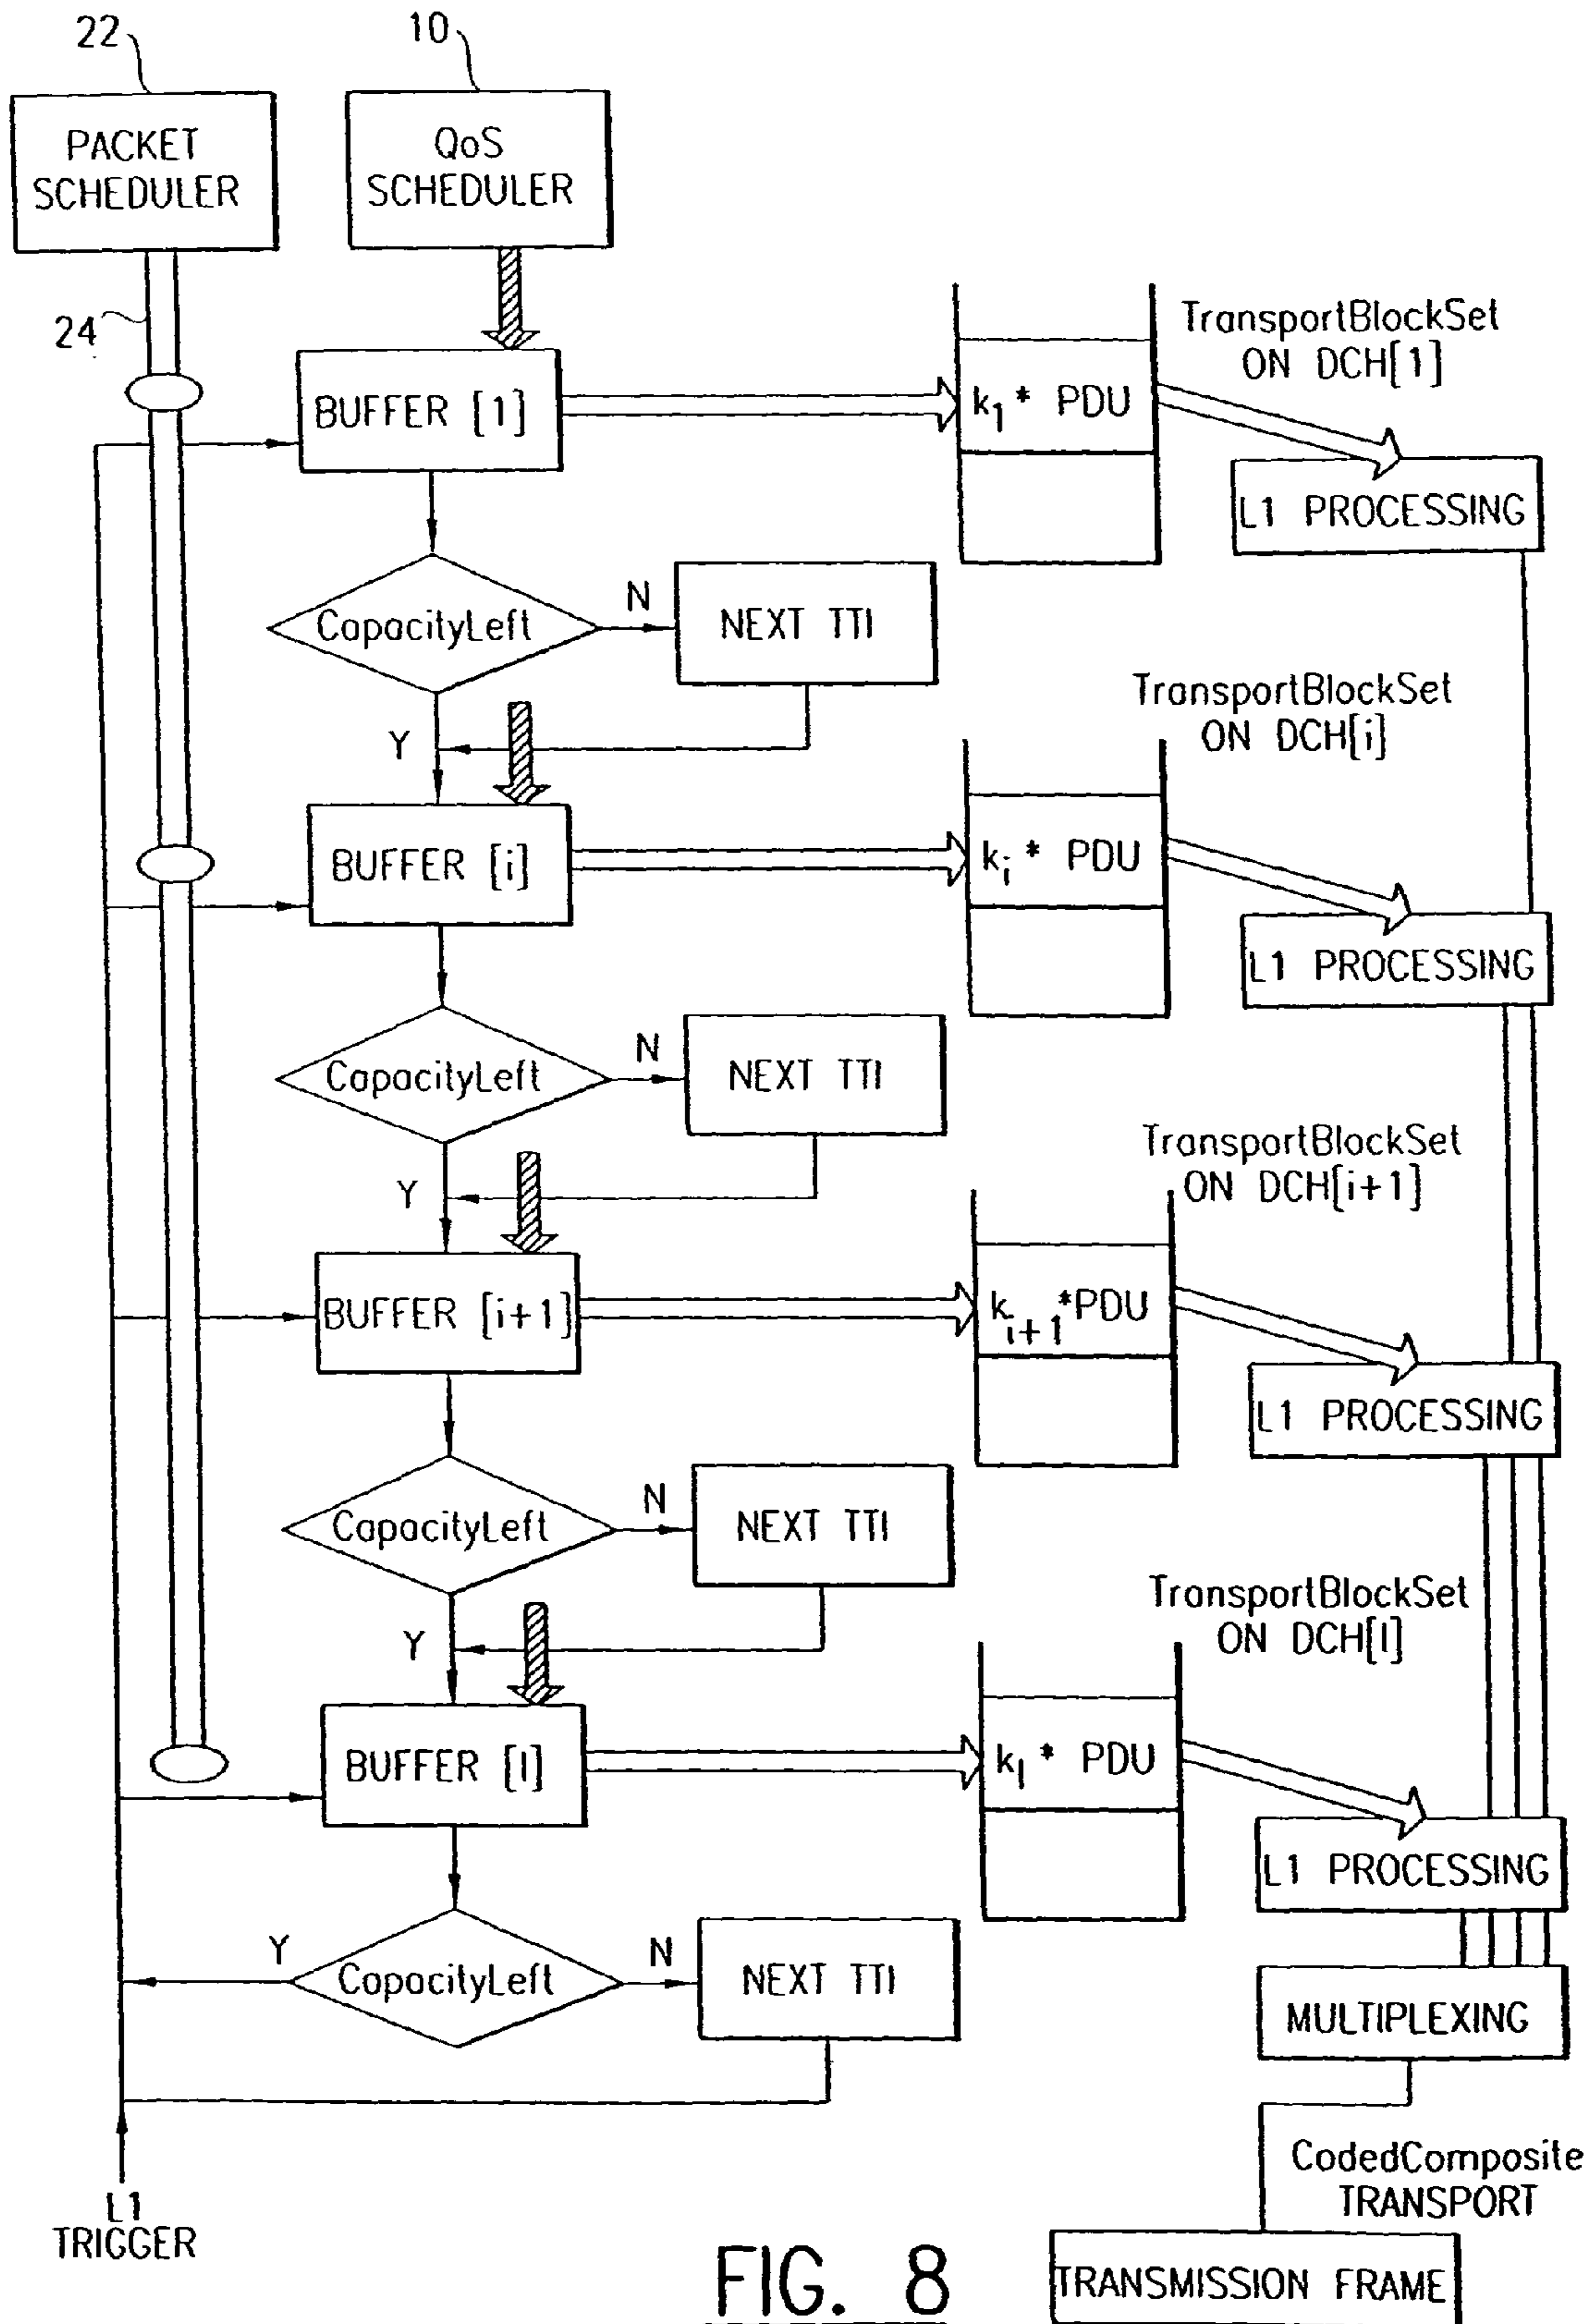 22
10
PACKET
SCHEDULER
QoS
SCHEDULER
24
BUFFER [1]
k1 * PDU
TransportBlockSet
ON DCH[1]
L1 PROCESSING
CapacityLeft
N
NEXT TTI
Y
TransportBlockSet
ON DCH[i]
BUFFER [i]
ki * PDU
L1 PROCESSING
CapacityLeft
N
NEXT TTI
Y
TransportBlockSet
ON DCH[i+1]
BUFFER [i+1]
ki+1 *PDU
L1 PROCESSING
CapacityLeft
N
NEXT TTI
Y
TransportBlockSet
ON DCH[I]
BUFFER [I]
kI * PDU
L1 PROCESSING
Y
CapacityLeft
N
NEXT TTI
MULTIPLEXING
CodedComposite
TRANSPORT
L1
TRIGGER
TRANSMISSION FRAME
FIG. 8